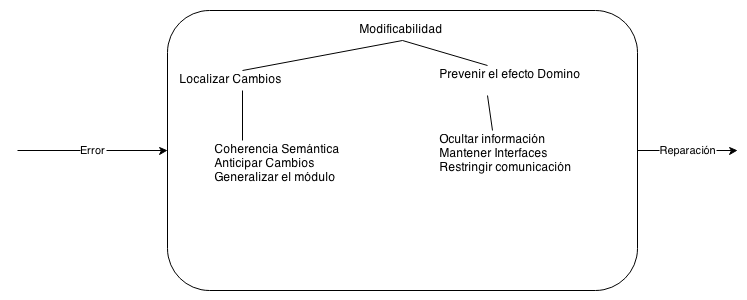 Modificabilidad
Localizar Cambios
Prevenir el efecto Domino
Coherencia Semántica
Anticipar Cambios
Generalizar el módulo
Ocultar información
Mantener Interfaces
Restringir comunicación
Error
Reparación